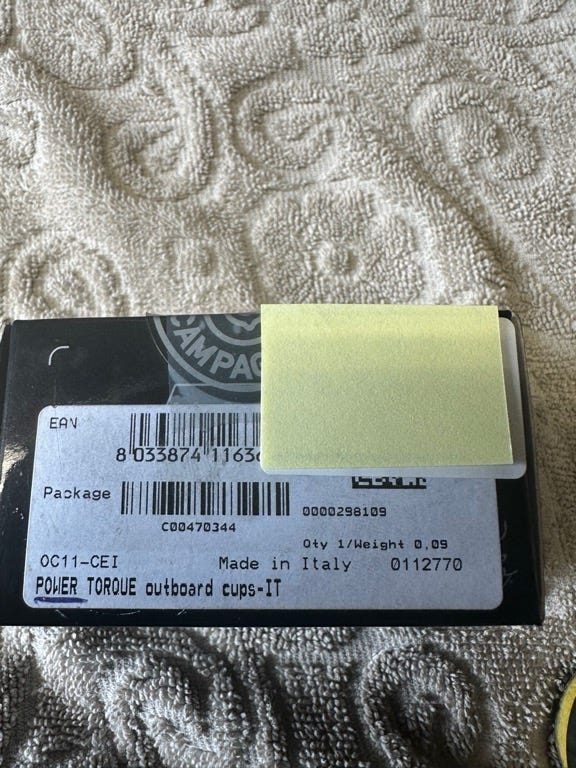 CAMPAG
EAN
8 033874 1163
Package
C00470344
0000298109
Qty 1/Weight 0,09
OC11-CEI Made in Italy 0112770
POWER TORQUE outboard cups-IT